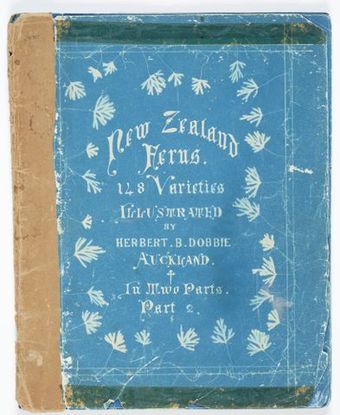 New Zealand
Ferns.
148 Varieties
Illustrated
by
Herbert. B. Dobbie
Auckland.
In Two Parts.
Part 2.